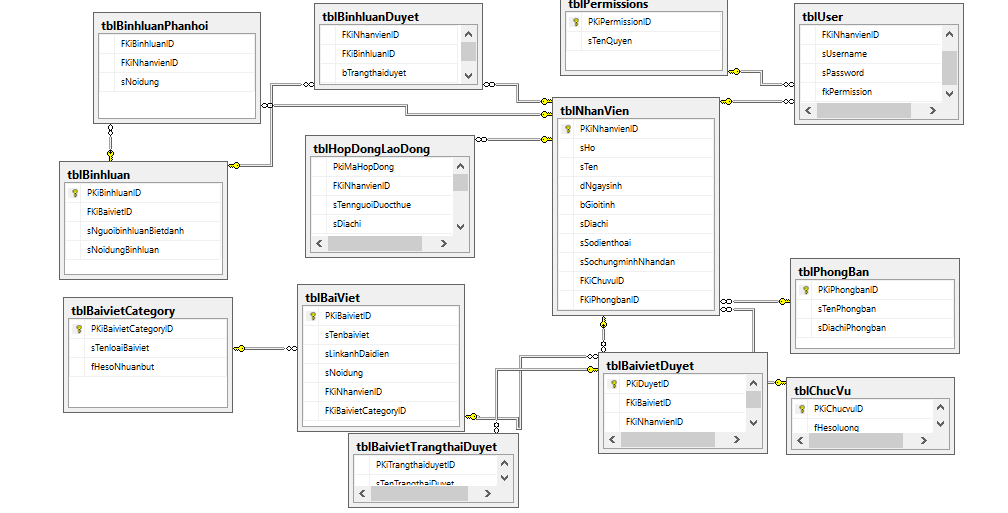 tblBinhluanPhanhoi
FKiBinhluanID
FKiNhanvienID
sNoidung
tblBinhluanDuyet
FKiNhanvienID
FKiBinhluanID
bTrangthaiduyet
tblPermissions
PKiPermissionID
sTenQuyen
tblUser
FKiNhanvienID
sUsername
sPassword
fkPermission
tblNhanVien
PKiNhanvienID
sHo
sTen
dNgaysinh
bGioitinh
sDiachi
sSodienthoai
sSochungminhNhandan
FKiChuvuID
FKiPhongbanID
tblHopDongLaoDong
PkiMaHopDong
FKiNhanvienID
sTennguoiDuocthue
sDiachi
tblBinhluan
PKiBinhluanID
FKiBaivietID
sNguoibinhluanBietdanh
sNoidungBinhluan
tblPhongBan
PKiPhongbanID
sTenPhongban
sDiachiPhongban
tblBaivietCategory
PKiBaivietCategoryID
sTenloaiBaiviet
fHesoNhuanbut
tblBaiViet
PKiBaivietID
sTenbaiviet
sLinkanhDaidien
sNoidung
FKiNhanvienID
FKiBaivietCategoryID
tblBaivietDuyet
PKiDuyetID
FKiBaivietID
FKiNhanvienID
tblChucVu
PKiChucvuID
fHesoluong
tblBaivietTrangthaiDuyet
PKiTrangthaiduyetID
sTenTrangthaiDuyet